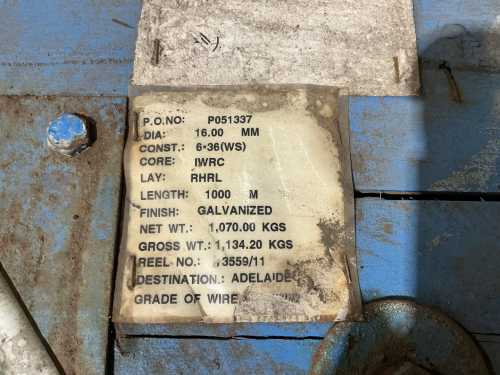 P.O.NO: P051337
DIA: 16.00 MM
CONST.: 6*36(WS)
CORE: IWRC
LAY: RHRL
LENGTH: 1000 M
FINISH: GALVANIZED
NET WT.: 1,070.00 KGS
GROSS WT.: 1,134.20 KGS
REEL NO.: 3559/11
DESTINATION.: ADELAIDE
GRADE OF WIRE